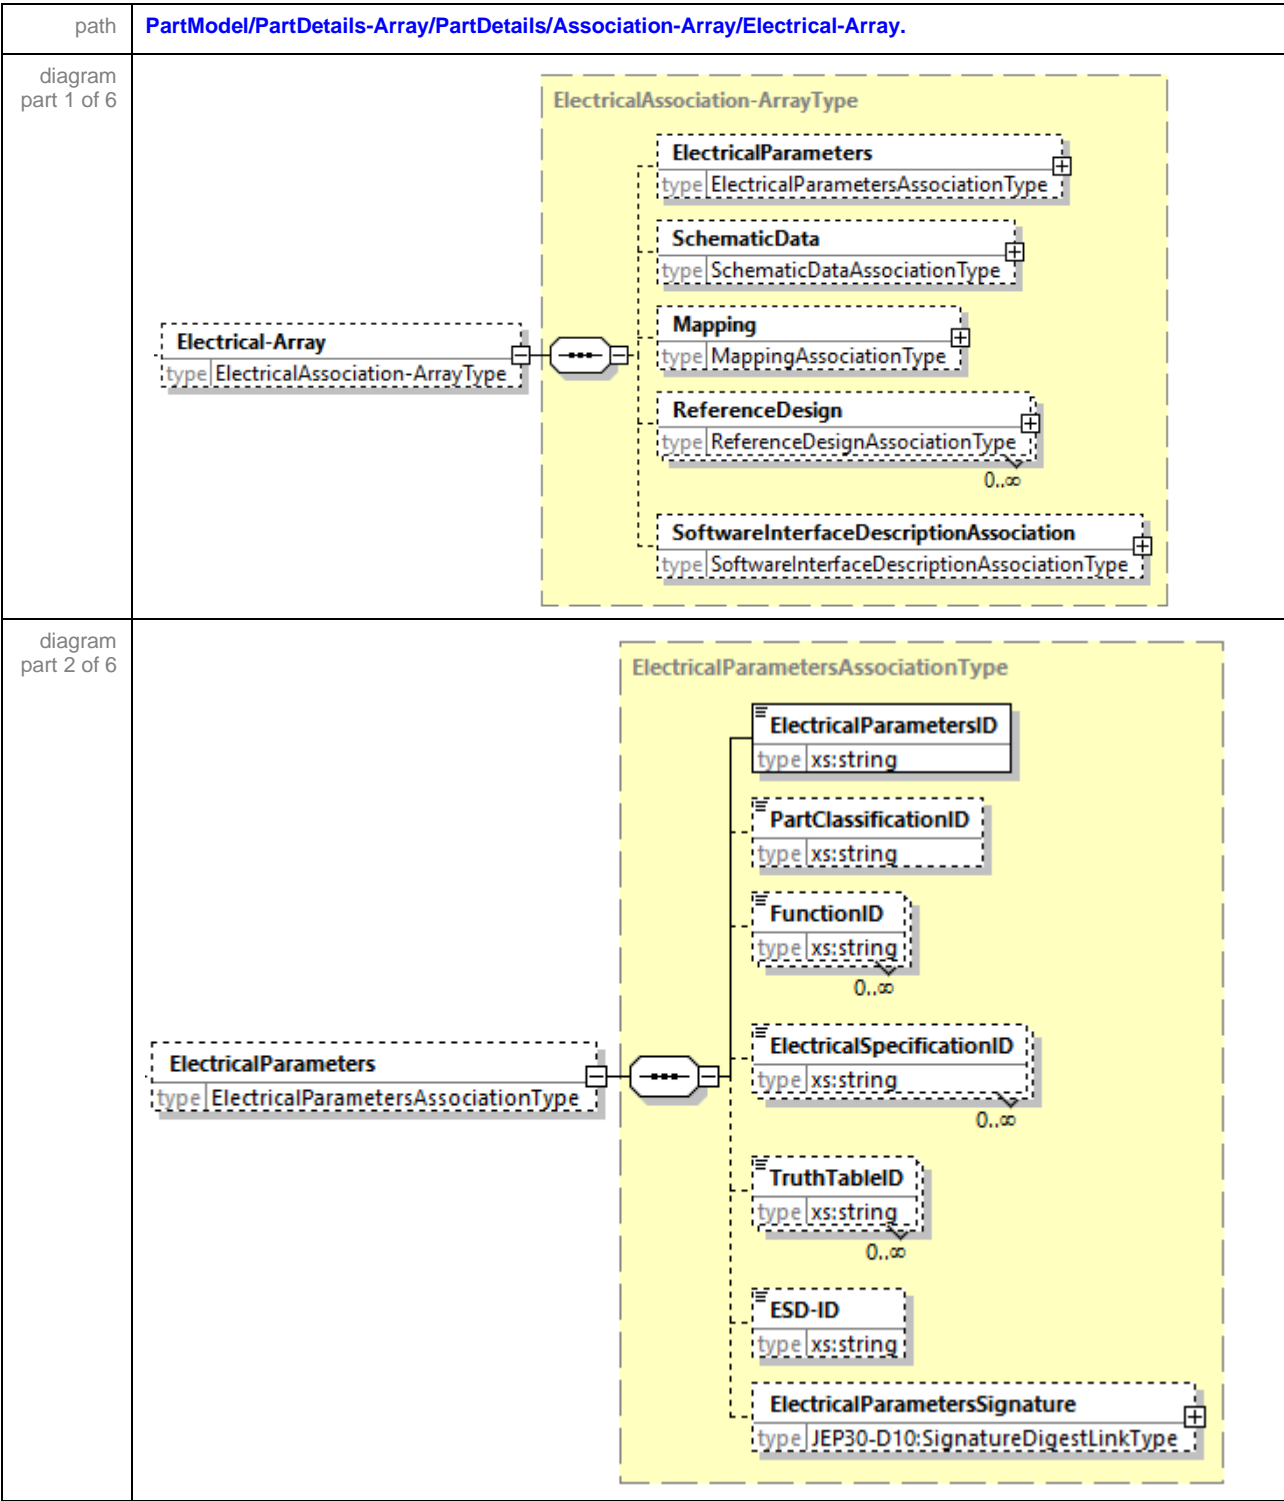 path
PartModel/PartDetails-Array/PartDetails/Association-Array/Electrical-Array.
diagram
part 1 of 6
ElectricalAssociation-ArrayType
ElectricalParameters
type ElectricalParametersAssociationType
SchematicData
type SchematicDataAssociationType
Mapping
type MappingAssociationType
Electrical-Array
type ElectricalAssociation-ArrayType
ReferenceDesign
type ReferenceDesignAssociationType
0..∞
SoftwareInterfaceDescriptionAssociation
type SoftwareInterfaceDescriptionAssociationType
diagram
part 2 of 6
ElectricalParametersAssociationType
ElectricalParametersID
type xs:string
PartClassificationID
type xs:string
FunctionID
type xs:string
0..∞
ElectricalSpecificationID
type xs:string
0..∞
ElectricalParameters
type ElectricalParametersAssociationType
TruthTableID
type xs:string
0..∞
ESD-ID
type xs:string
ElectricalParametersSignature
type JEP30-D10:SignatureDigestLinkType